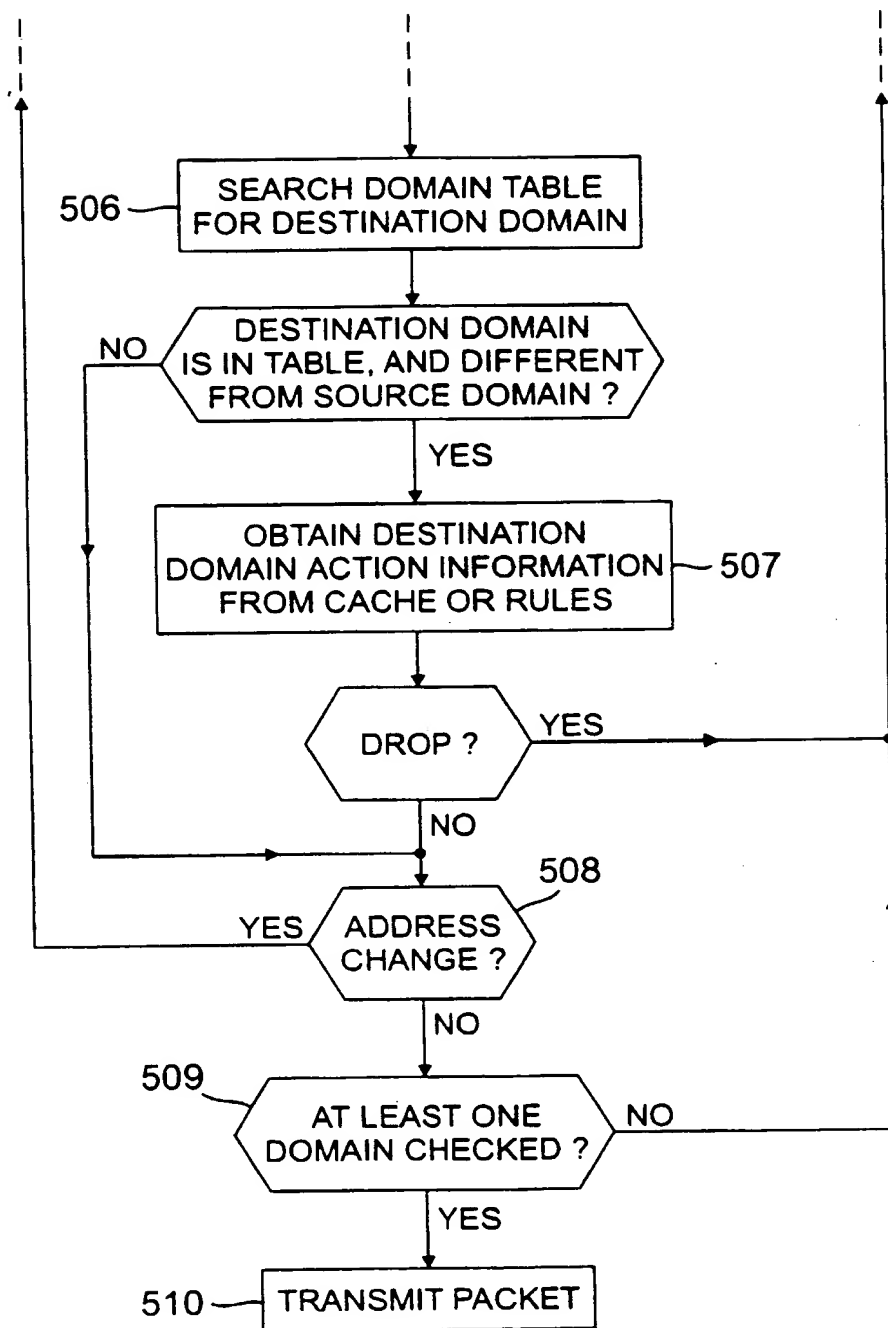 506
SEARCH DOMAIN TABLE
FOR DESTINATION DOMAIN
NO
DESTINATION DOMAIN
IS IN TABLE, AND DIFFERENT
FROM SOURCE DOMAIN ?
YES
OBTAIN DESTINATION
DOMAIN ACTION INFORMATION
FROM CACHE OR RULES
507
DROP ?
YES
NO
508
YES
ADDRESS
CHANGE ?
NO
509
AT LEAST ONE
DOMAIN CHECKED ?
NO
YES
510
TRANSMIT PACKET